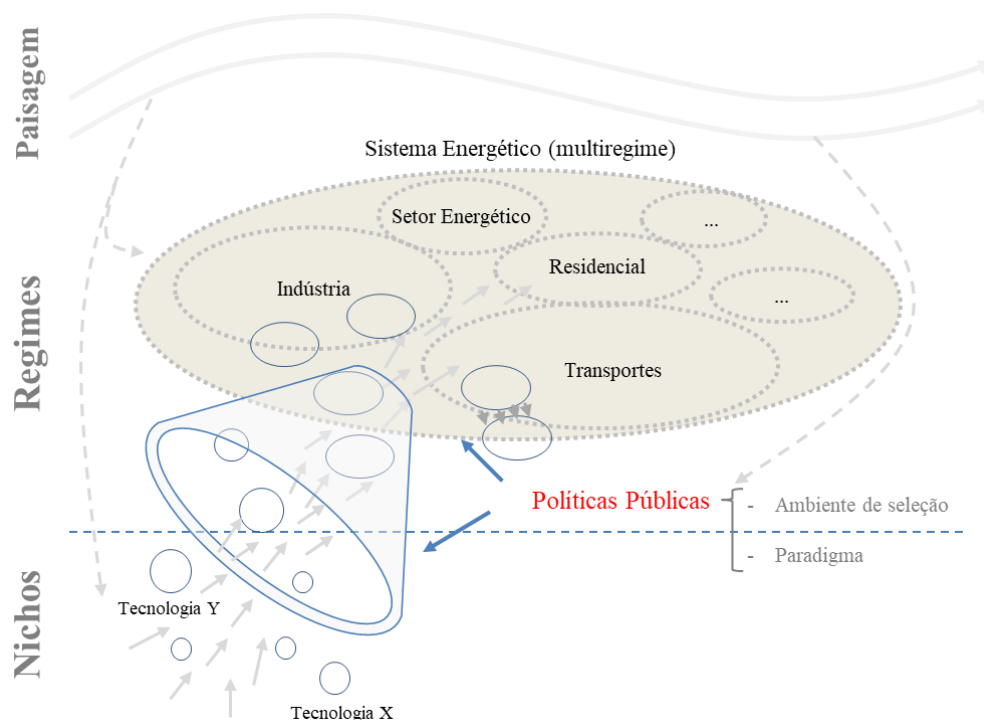 Paisagem
Sistema Energético (multiregime)
Setor Energético
...
Residencial
Indústria
...
Regimes
Transportes
Políticas Públicas
- Ambiente de seleção
- Paradigma
Nichos
Tecnologia Y
Tecnologia X